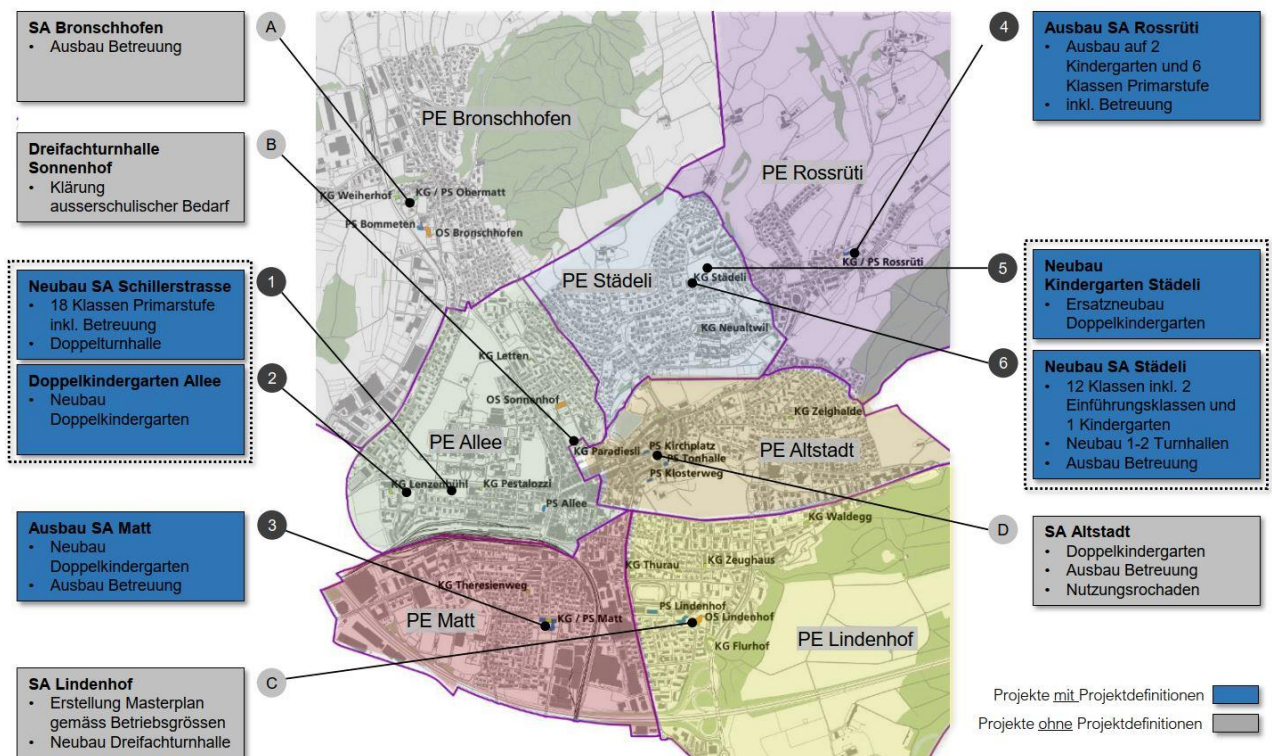 SA Bronschhofen
• Ausbau Betreuung
Dreifachturnhalle
Sonnenhof
• Klärung
ausserschulischer Bedarf
Neubau SA Schillerstrasse
• 18 Klassen Primarstufe
inkl. Betreuung
• Doppelturnhalle
Doppelkindergarten Allee
• Neubau
Doppelkindergarten
Ausbau SA Matt
• Neubau
Doppelkindergarten
• Ausbau Betreuung
SA Lindenhof
• Erstellung Masterplan
gemäss Betriebsgrössen
• Neubau Dreifachturnhalle
A
B
1
2
3
C
PE Bronschhofen
KG Weiherhof
KG / PS Obermatt
PS Bommeten
OS Bronschhofen
PE Rossrüti
KG / PS Rossrüti
PE Städeli
KG Städeli
KG Neualtwil
KG Letten
OS Sonnenhof
PE Allee
KG Lenzenbühl
KG Pestalozzi
PS Allee
KG Paradiesli
PS Kirchplatz
PS Tonhalle
PS Klosterweg
PE Altstadt
KG Zelghalde
KG Waldegg
KG Zeughaus
KG Thurau
KG Theresienweg
PE Matt
KG / PS Matt
PS Lindenhof
OS Lindenhof
KG Flurhof
PE Lindenhof
4
5
6
D
Ausbau SA Rossrüti
• Ausbau auf 2
Kindergarten und 6
Klassen Primarstufe
• inkl. Betreuung
Neubau
Kindergarten Städeli
• Ersatzneubau
Doppelkindergarten
Neubau SA Städeli
• 12 Klassen inkl. 2
Einführungsklassen und
1 Kindergarten
• Neubau 1-2 Turnhallen
• Ausbau Betreuung
SA Altstadt
• Doppelkindergarten
• Ausbau Betreuung
• Nutzungsrochaden
Projekte mit Projektdefinitionen
Projekte ohne Projektdefinitionen